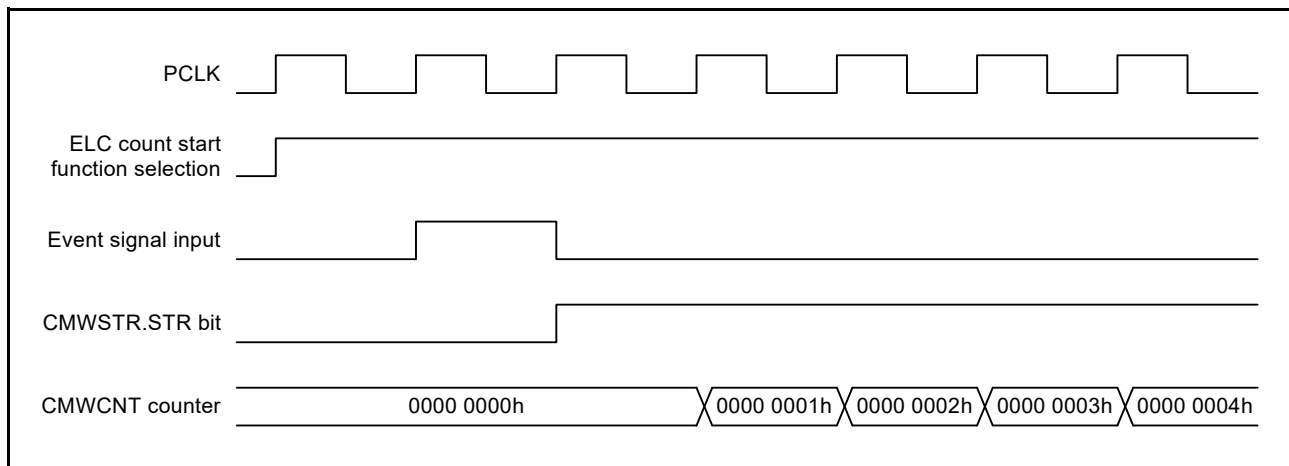 PCLK
ELC count start
function selection
Event signal input
CMWSTR.STR bit
CMWCNT counter
0000 0000h
0000 0001h
0000 0002h
0000 0003h
0000 0004h